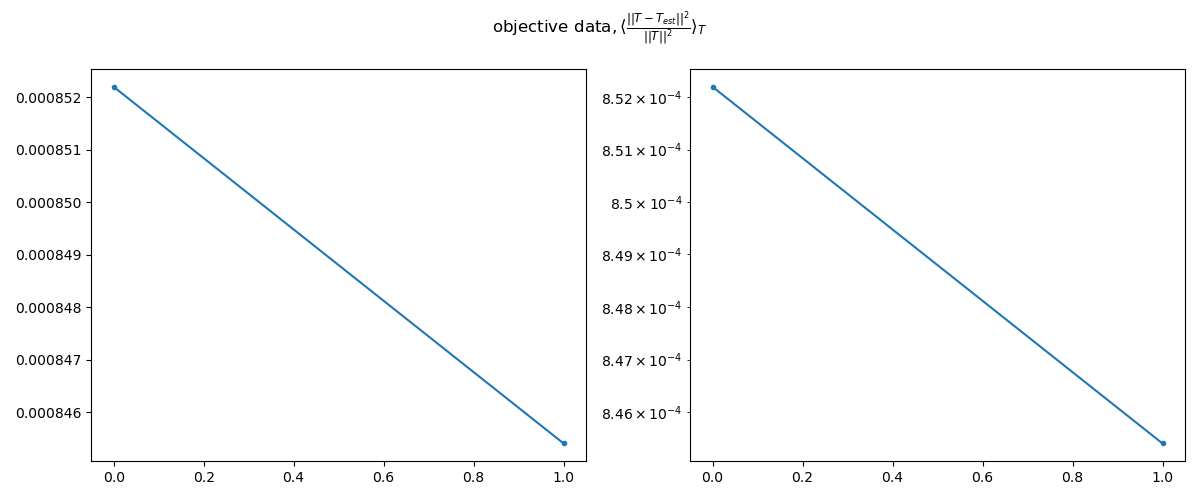 objective data, ⟨||T − T_est||²/||T||²⟩_T
0.000852
0.000851
0.000850
0.000849
0.000848
0.000847
0.000846
0.0 0.2 0.4 0.6 0.8 1.0
8.52 × 10⁻⁴
8.51 × 10⁻⁴
8.5 × 10⁻⁴
8.49 × 10⁻⁴
8.48 × 10⁻⁴
8.47 × 10⁻⁴
8.46 × 10⁻⁴
0.0 0.2 0.4 0.6 0.8 1.0